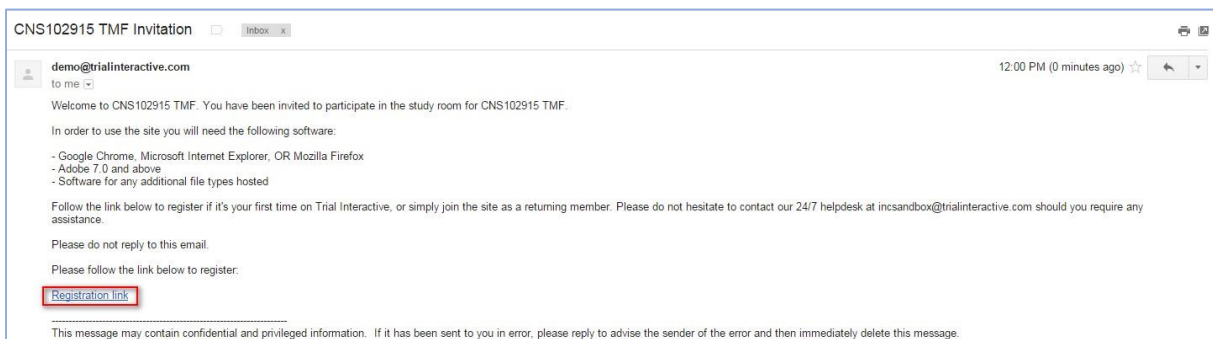 CNS102915 TMF Invitation Inbox x
demo@trialinteractive.com 12:00 PM (0 minutes ago)
to me
Welcome to CNS102915 TMF. You have been invited to participate in the study room for CNS102915 TMF.
In order to use the site you will need the following software:
- Google Chrome, Microsoft Internet Explorer, OR Mozilla Firefox
- Adobe 7.0 and above
- Software for any additional file types hosted
Follow the link below to register if it's your first time on Trial Interactive, or simply join the site as a returning member. Please do not hesitate to contact our 24/7 helpdesk at incsandbox@trialinteractive.com should you require any
assistance.
Please do not reply to this email.
Please follow the link below to register:
Registration link
------------------------------------------------------------------------
This message may contain confidential and privileged information. If it has been sent to you in error, please reply to advise the sender of the error and then immediately delete this message.